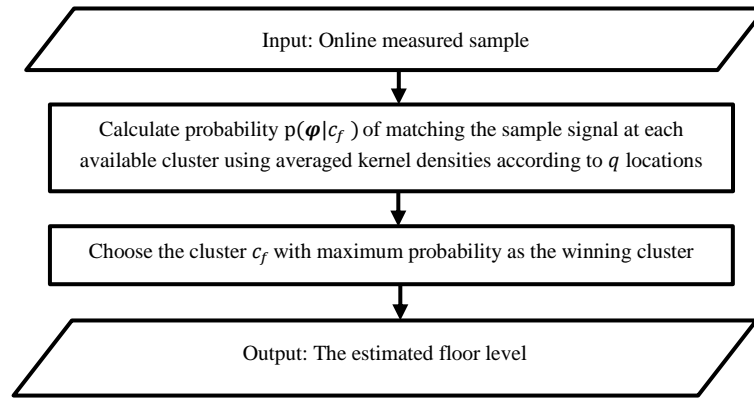 Input: Online measured sample
Calculate probability p(𝝋|c_f ) of matching the sample signal at each
available cluster using averaged kernel densities according to q locations
Choose the cluster c_f with maximum probability as the winning cluster
Output: The estimated floor level